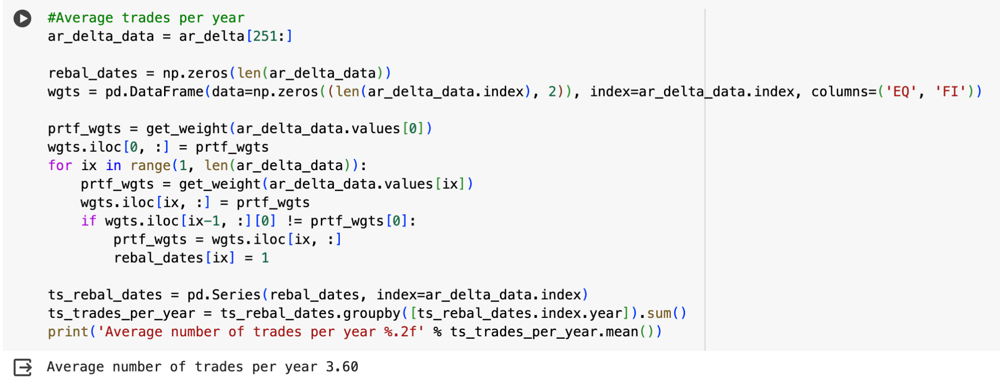 #Average trades per year
ar_delta_data = ar_delta[251:]
rebal_dates = np.zeros(len(ar_delta_data))
wgts = pd.DataFrame(data=np.zeros((len(ar_delta_data.index), 2)), index=ar_delta_data.index, columns=('EQ', 'FI'))
prtf_wgts = get_weight(ar_delta_data.values[0])
wgts.iloc[0, :] = prtf_wgts
for ix in range(1, len(ar_delta_data)):
    prtf_wgts = get_weight(ar_delta_data.values[ix])
    wgts.iloc[ix, :] = prtf_wgts
    if wgts.iloc[ix-1, :][0] != prtf_wgts[0]:
        prtf_wgts = wgts.iloc[ix, :]
        rebal_dates[ix] = 1
ts_rebal_dates = pd.Series(rebal_dates, index=ar_delta_data.index)
ts_trades_per_year = ts_rebal_dates.groupby([ts_rebal_dates.index.year]).sum()
print('Average number of trades per year %.2f' % ts_trades_per_year.mean())
Average number of trades per year 3.60